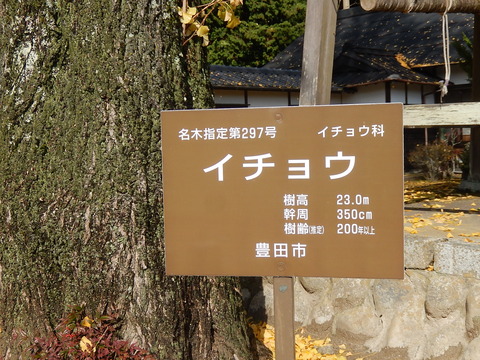 名木指定第297号 イチョウ科
イチョウ
樹高 23.0m
幹周 350cm
樹齢(推定) 200年以上
豊田市